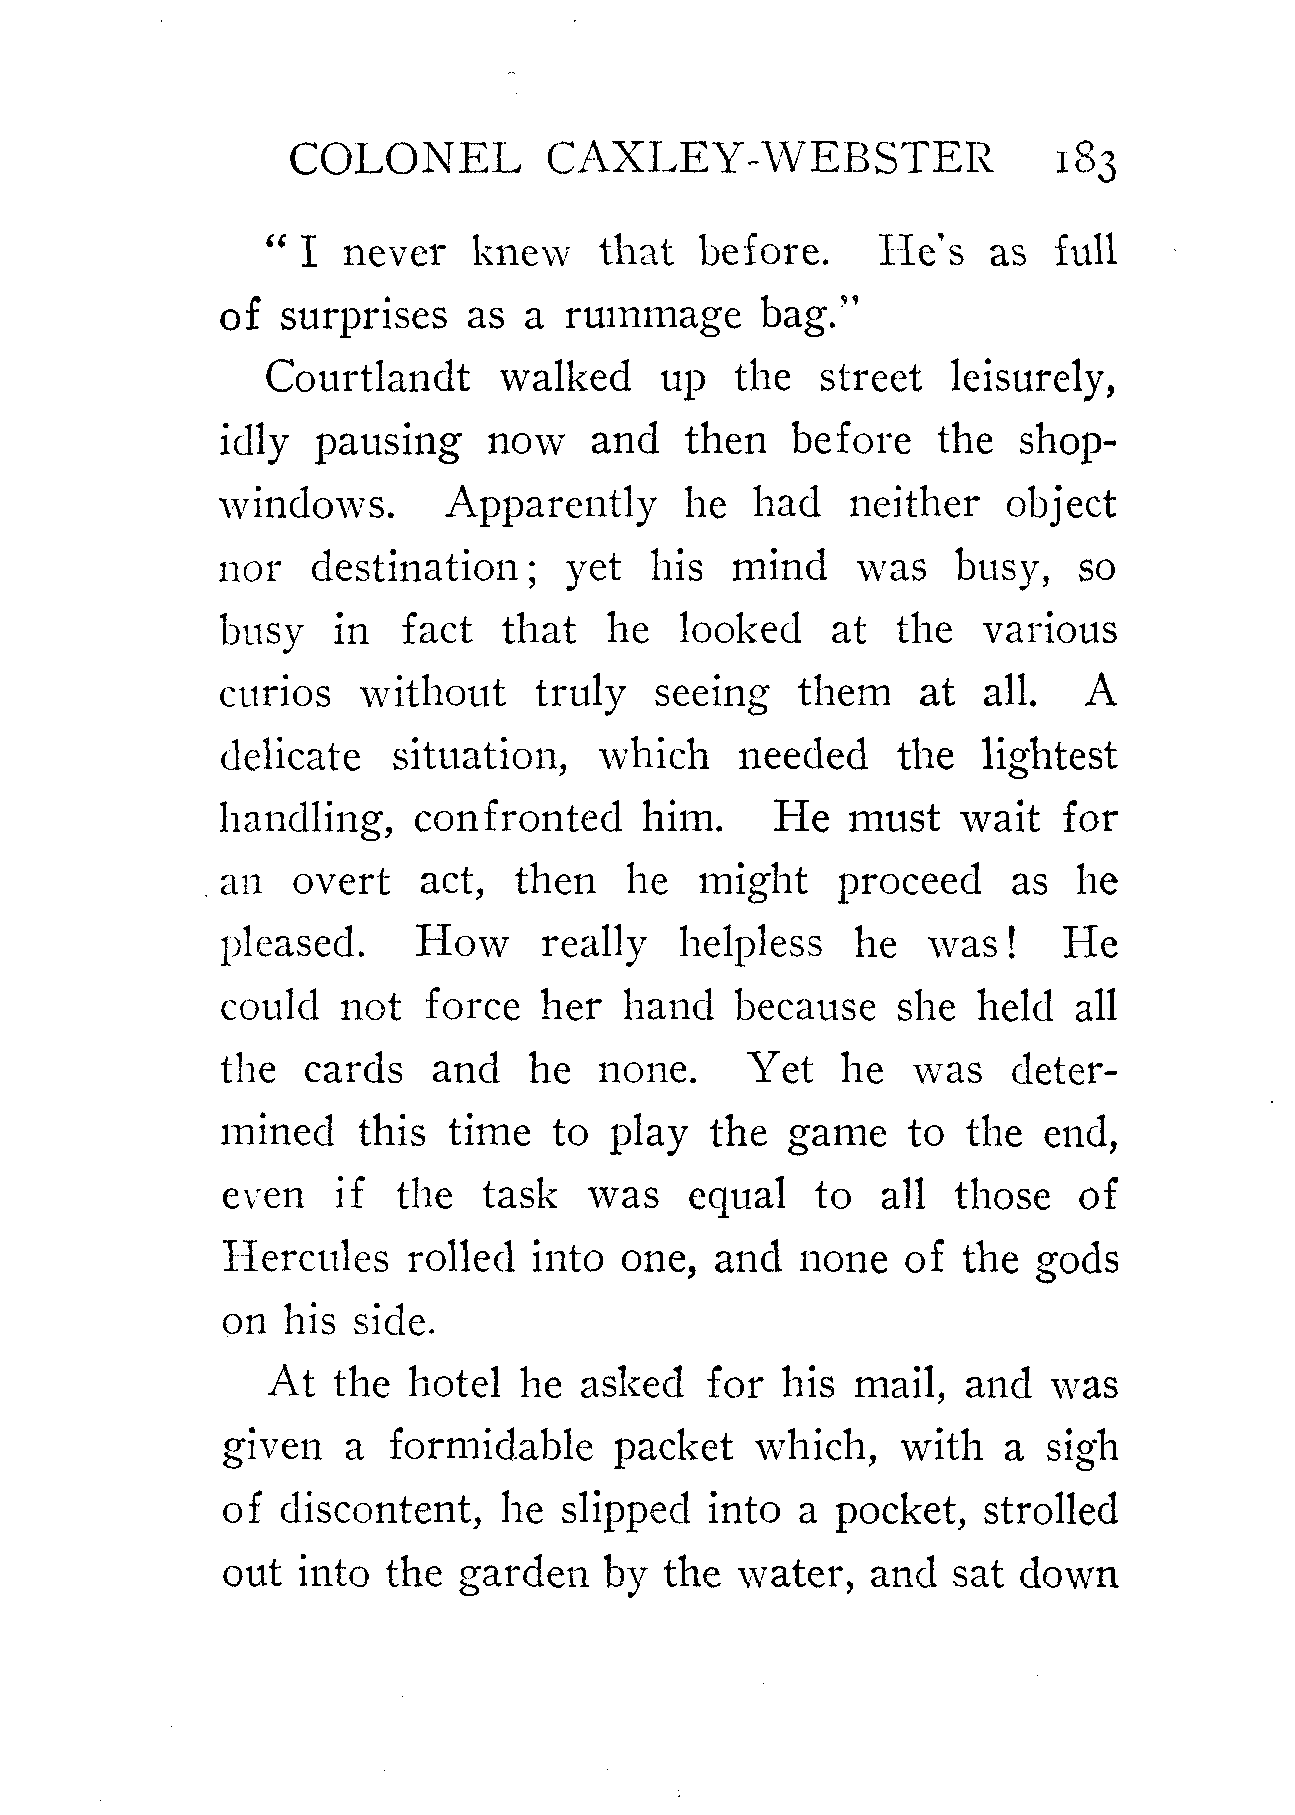 COLONEL CAXLEY-WEBSTER 183
“ I never knew that before. He's as full
of surprises as a rummage bag.”
Courtlandt walked up the street leisurely,
idly pausing now and then before the shop-
windows. Apparently he had neither object
nor destination; yet his mind was busy, so
busy in fact that he looked at the various
curios without truly seeing them at all. A
delicate situation, which needed the lightest
handling, confronted him. He must wait for
an overt act, then he might proceed as he
pleased. How really helpless he was! He
could not force her hand because she held all
the cards and he none. Yet he was deter-
mined this time to play the game to the end,
even if the task was equal to all those of
Hercules rolled into one, and none of the gods
on his side.
At the hotel he asked for his mail, and was
given a formidable packet which, with a sigh
of discontent, he slipped into a pocket, strolled
out into the garden by the water, and sat down